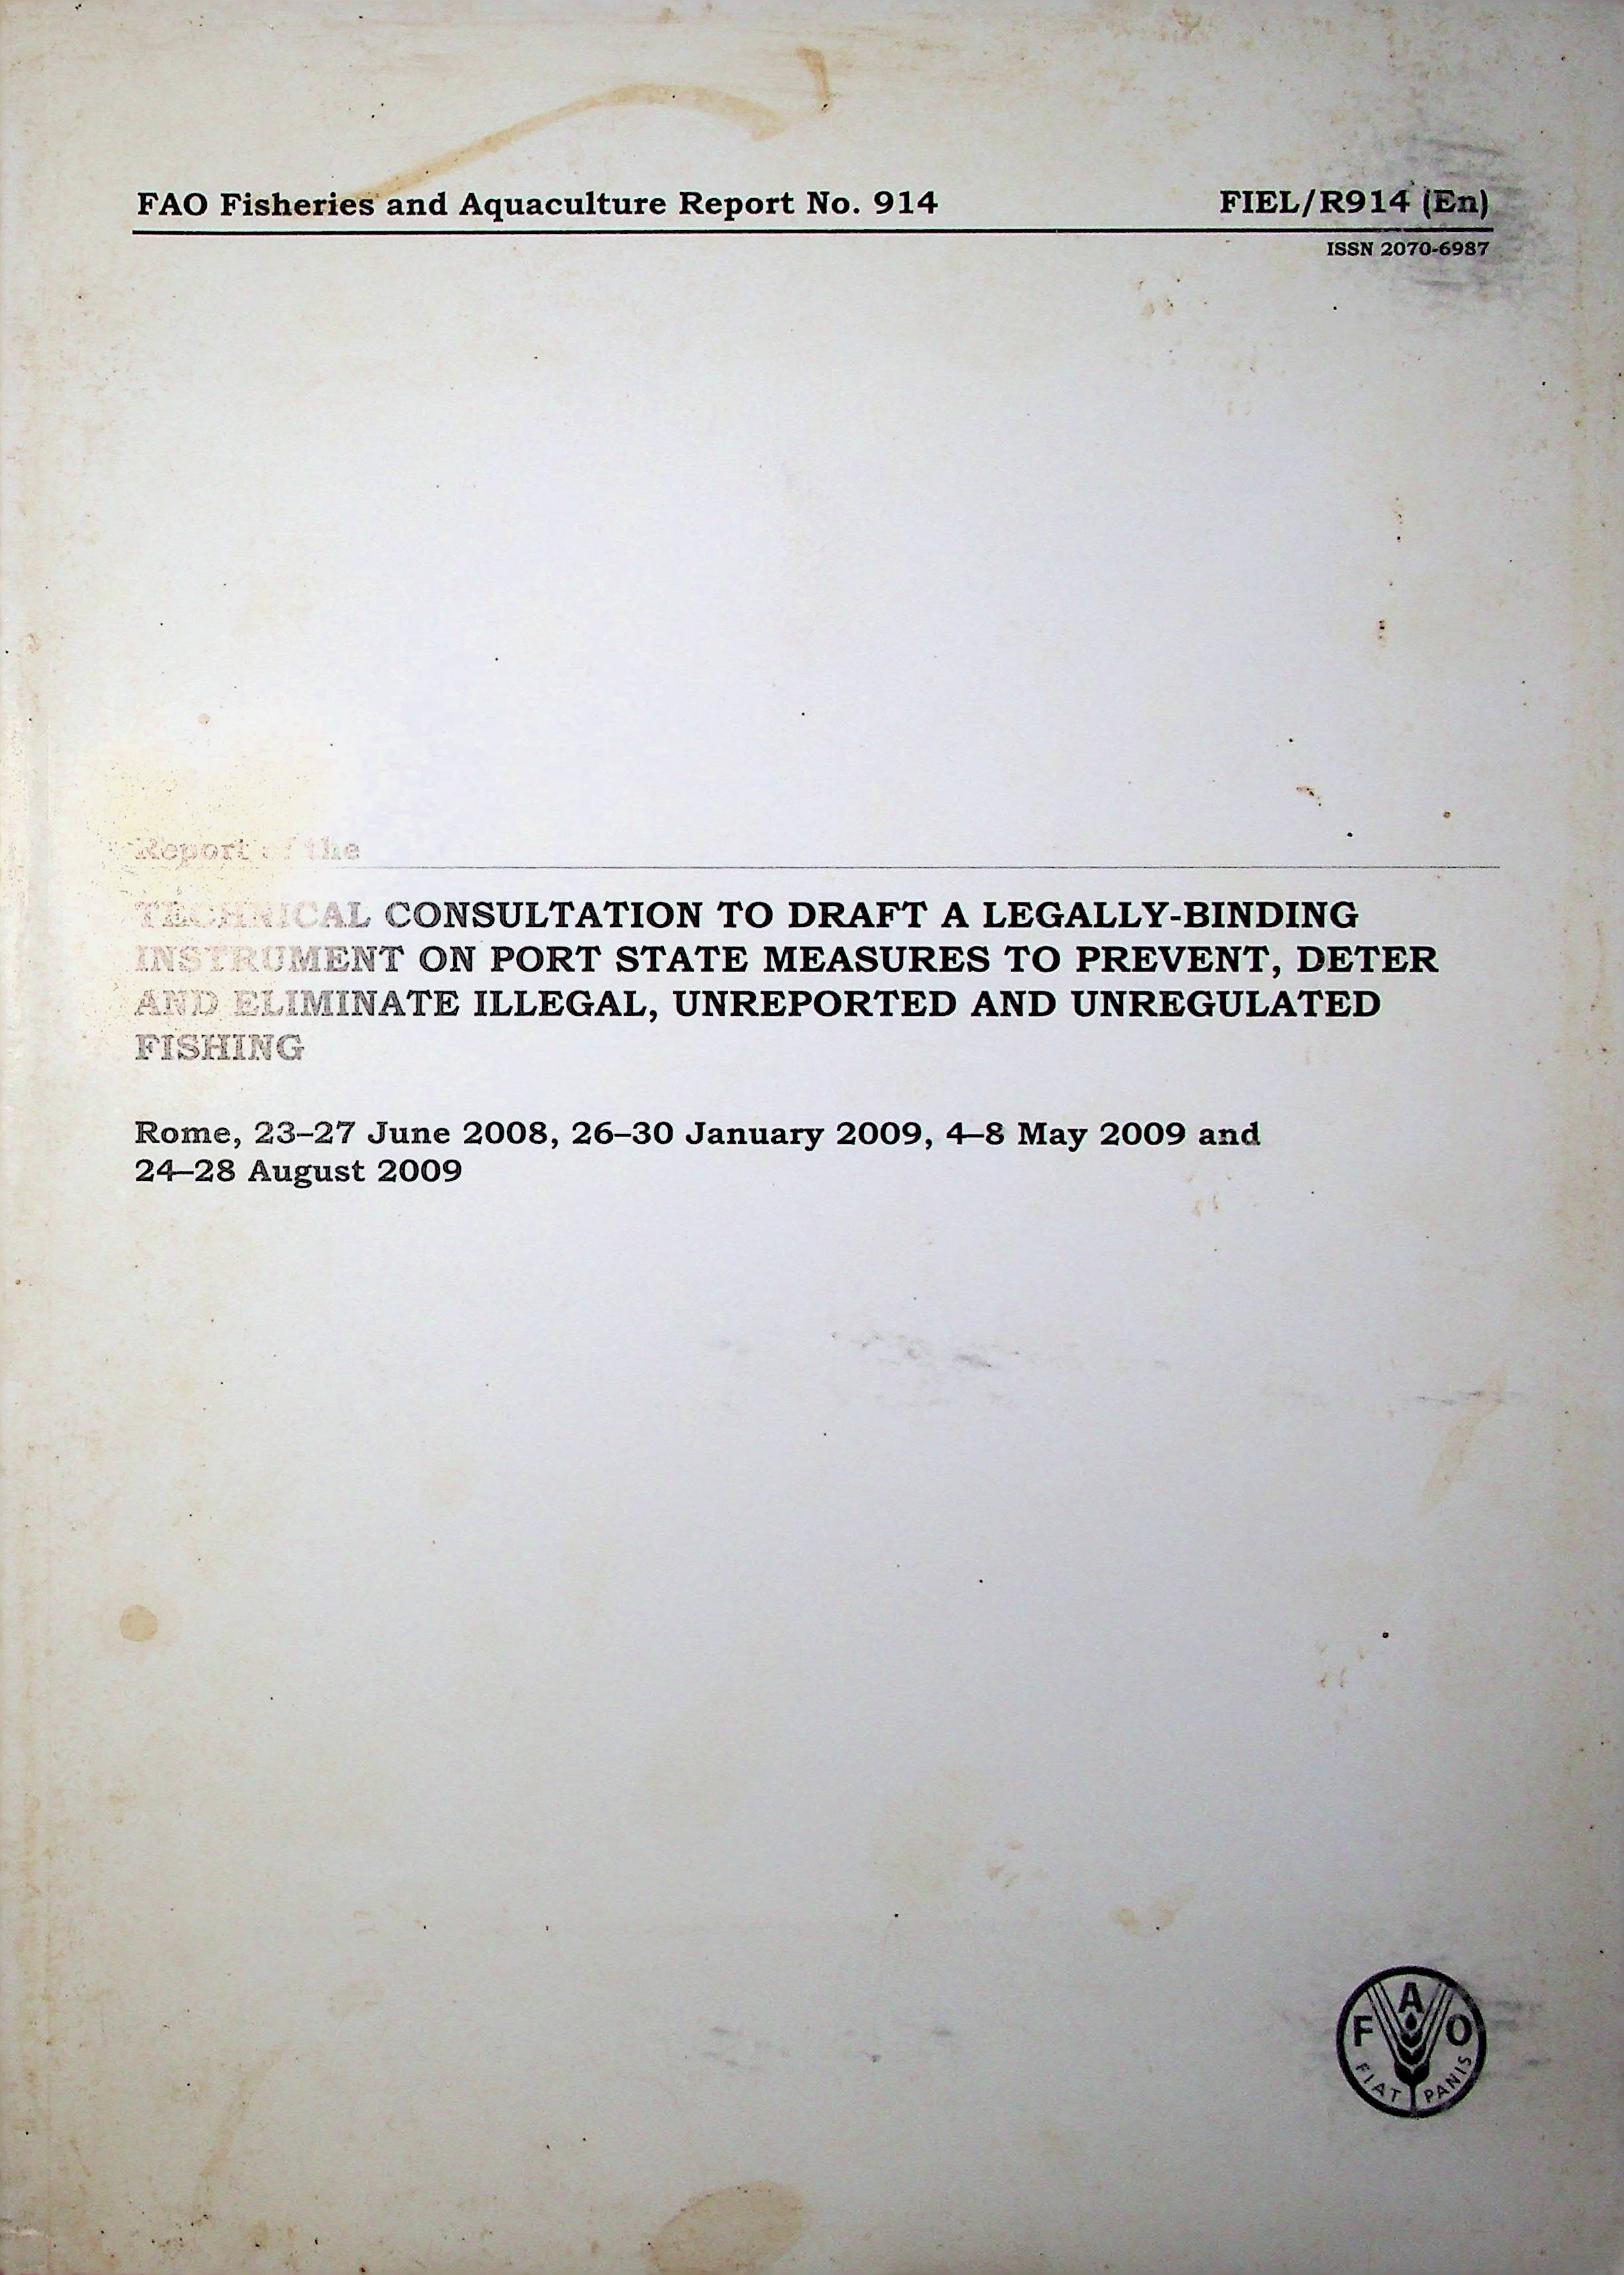 FAO Fisheries and Aquaculture Report No. 914 FIEL/R914 (En)
ISSN 2070-6987
Report of the
TECHNICAL CONSULTATION TO DRAFT A LEGALLY-BINDING
INSTRUMENT ON PORT STATE MEASURES TO PREVENT, DETER
AND ELIMINATE ILLEGAL, UNREPORTED AND UNREGULATED
FISHING
Rome, 23–27 June 2008, 26–30 January 2009, 4–8 May 2009 and
24–28 August 2009
F A O
FIAT PANIS